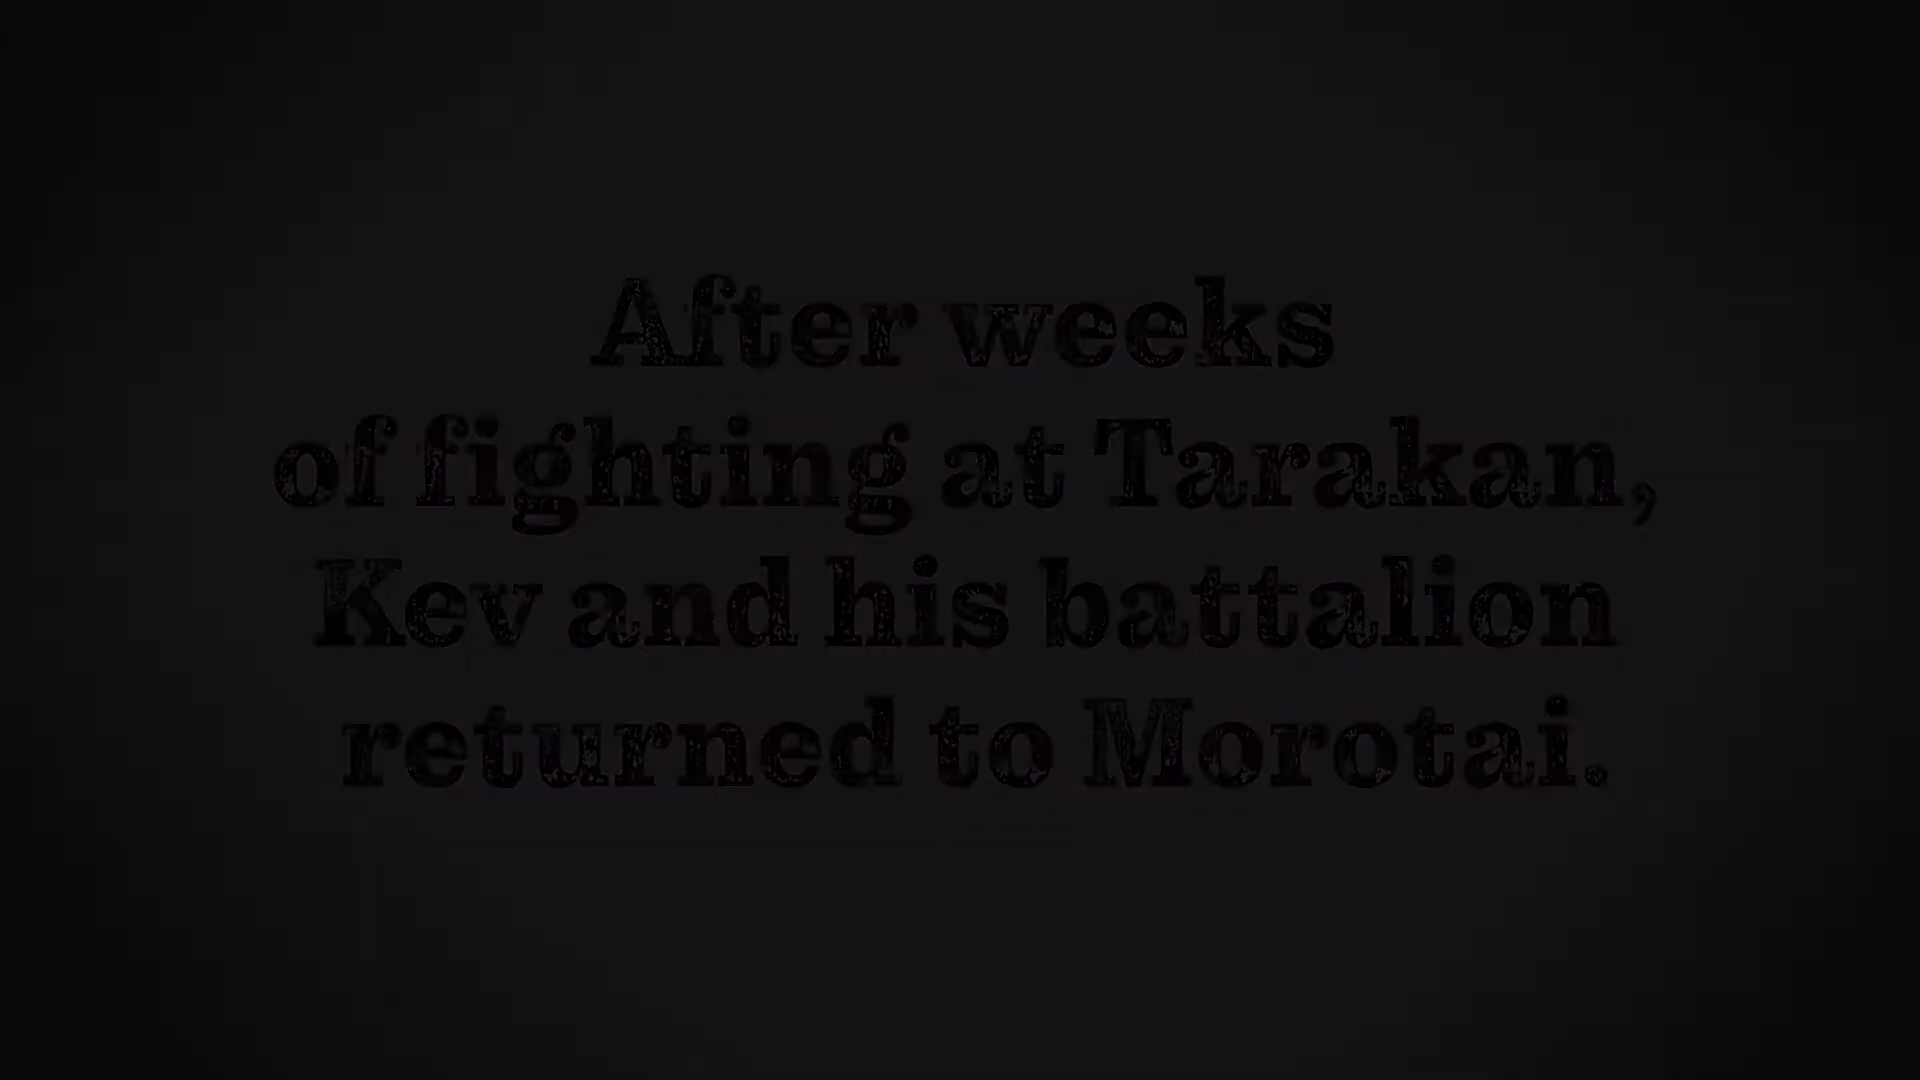 After weeks
of fighting at Tarakan,
Kev and his battalion
returned to Morotai.